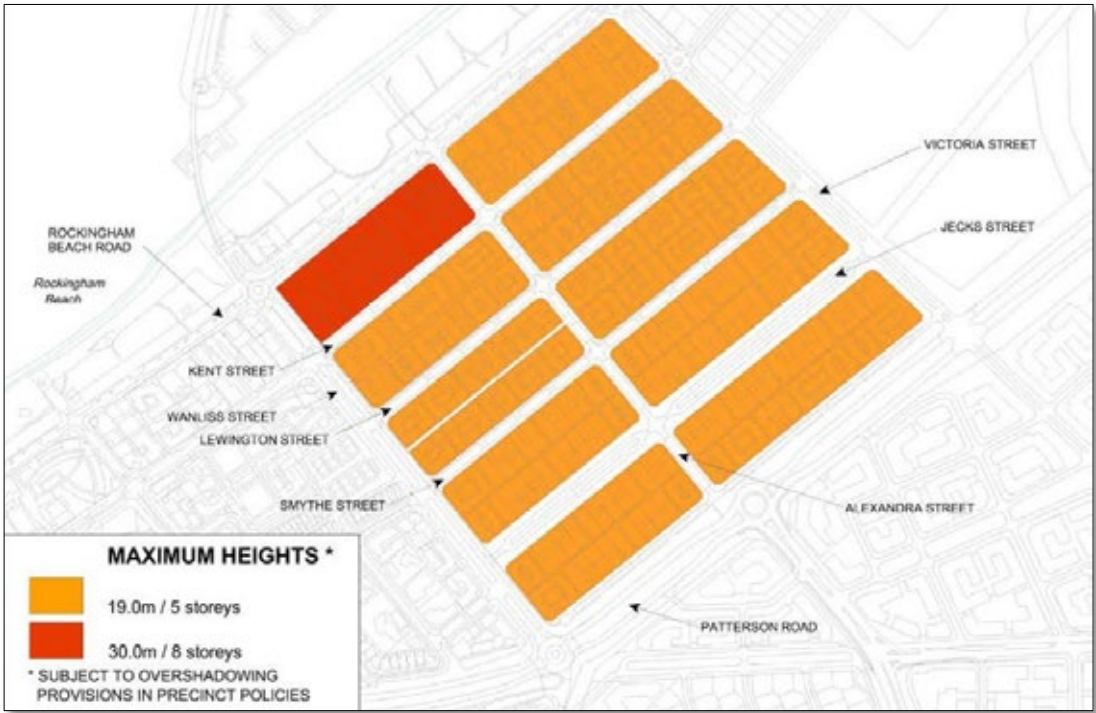 VICTORIA STREET
JECKS STREET
ROCKINGHAM
BEACH ROAD
Rockingham
Beach
KENT STREET
WANLISS STREET
LEWINGTON STREET
SMYTHE STREET
ALEXANDRA STREET
PATTERSON ROAD
MAXIMUM HEIGHTS *
19.0m / 5 storeys
30.0m / 8 storeys
* SUBJECT TO OVERSHADOWING
PROVISIONS IN PRECINCT POLICIES